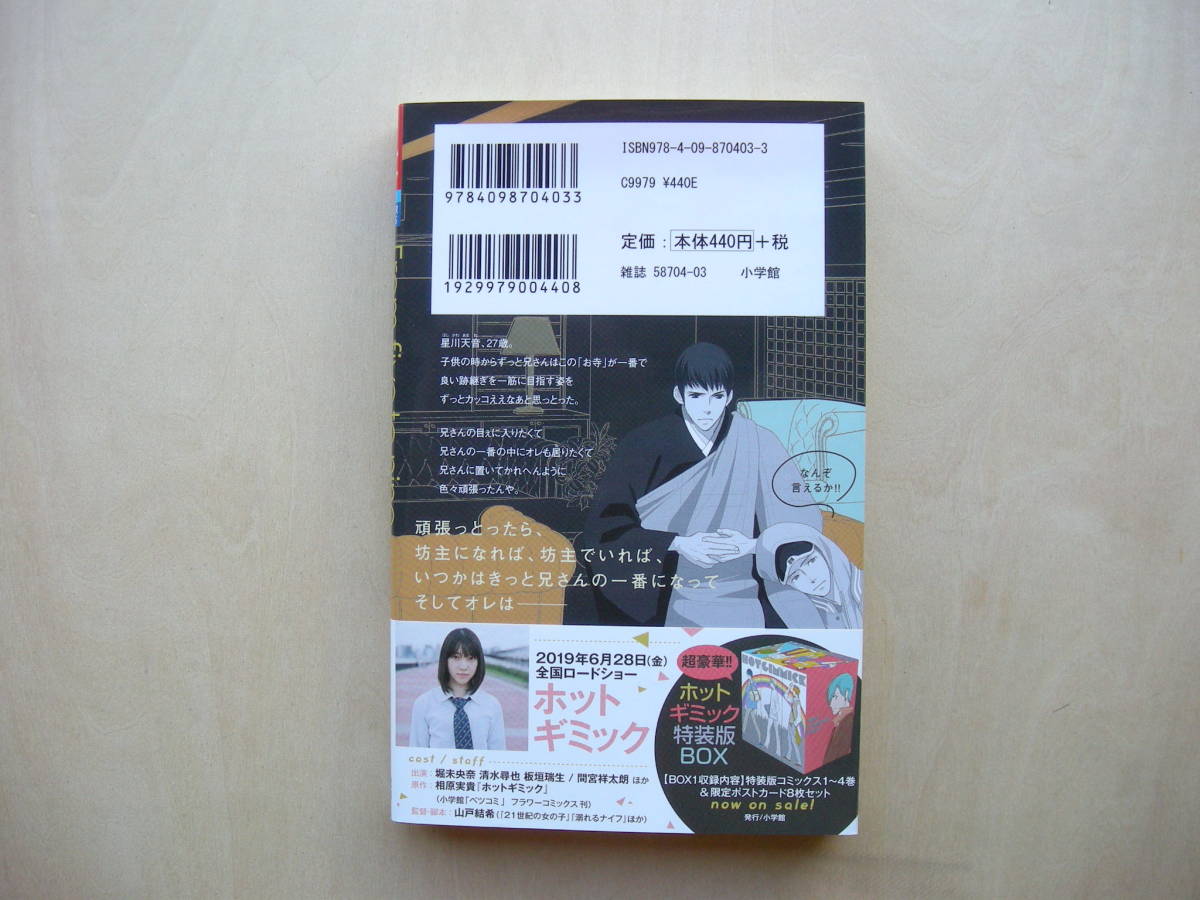 ISBN978-4-09-870403-3
9784098704033
C9979 ¥440E
定価：本体440円＋税
1929979004408
雑誌 58704-03 小学館
星川天音、27歳。
子供の時からずっと兄さんはこの「お寺」が一番で
良い跡継ぎを一筋に目指す姿を
ずっとカッコええなあと思っとった。
兄さんの目ぇに入りたくて
兄さんの一番の中にオレも居りたくて
兄さんに置いてかれへんように
色々頑張ったんや。
なんぞ
言えるか!!
頑張っとったら、
坊主になれば、坊主でいれば、
いつかはきっと兄さんの一番になって
そしてオレは———
2019年6月28日(金)
全国ロードショー
ホット
ギミック
cast / staff
出演：堀未央奈 清水尋也 板垣瑞生 / 間宮祥太朗 ほか
原作：相原実貴『ホットギミック』
（小学館「ベツコミ」 フラワーコミックス刊）
監督・脚本：山戸結希(『21世紀の女の子』『溺れるナイフ』ほか)
超豪華!!
ホット
ギミック
特装版
BOX
HOT GIMMICK
【BOX1収録内容】特装版コミックス1〜4巻
＆限定ポストカード8枚セット
now on sale!
発行/小学館